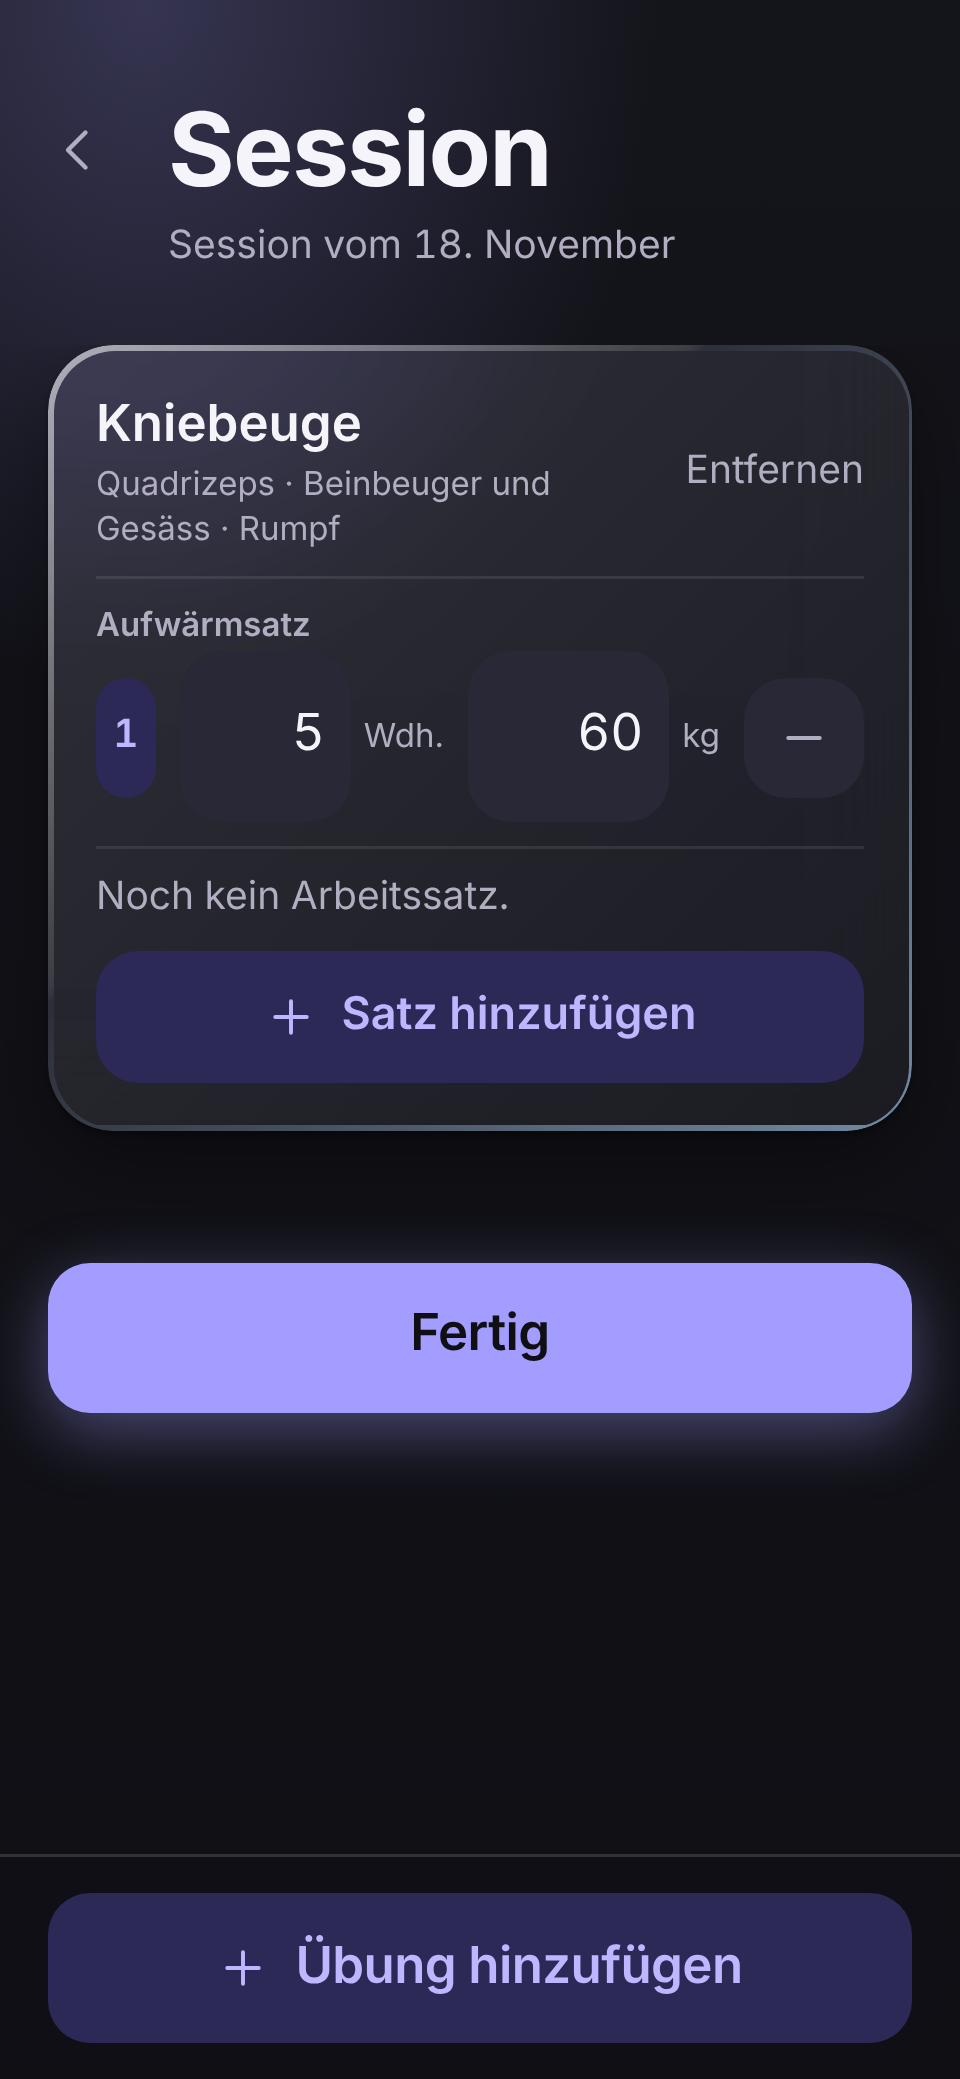 Session
Session vom 18. November
Kniebeuge
Quadrizeps · Beinbeuger und
Gesäss · Rumpf
Entfernen
Aufwärmsatz
1 5 Wdh. 60 kg
Noch kein Arbeitssatz.
Satz hinzufügen
Fertig
Übung hinzufügen